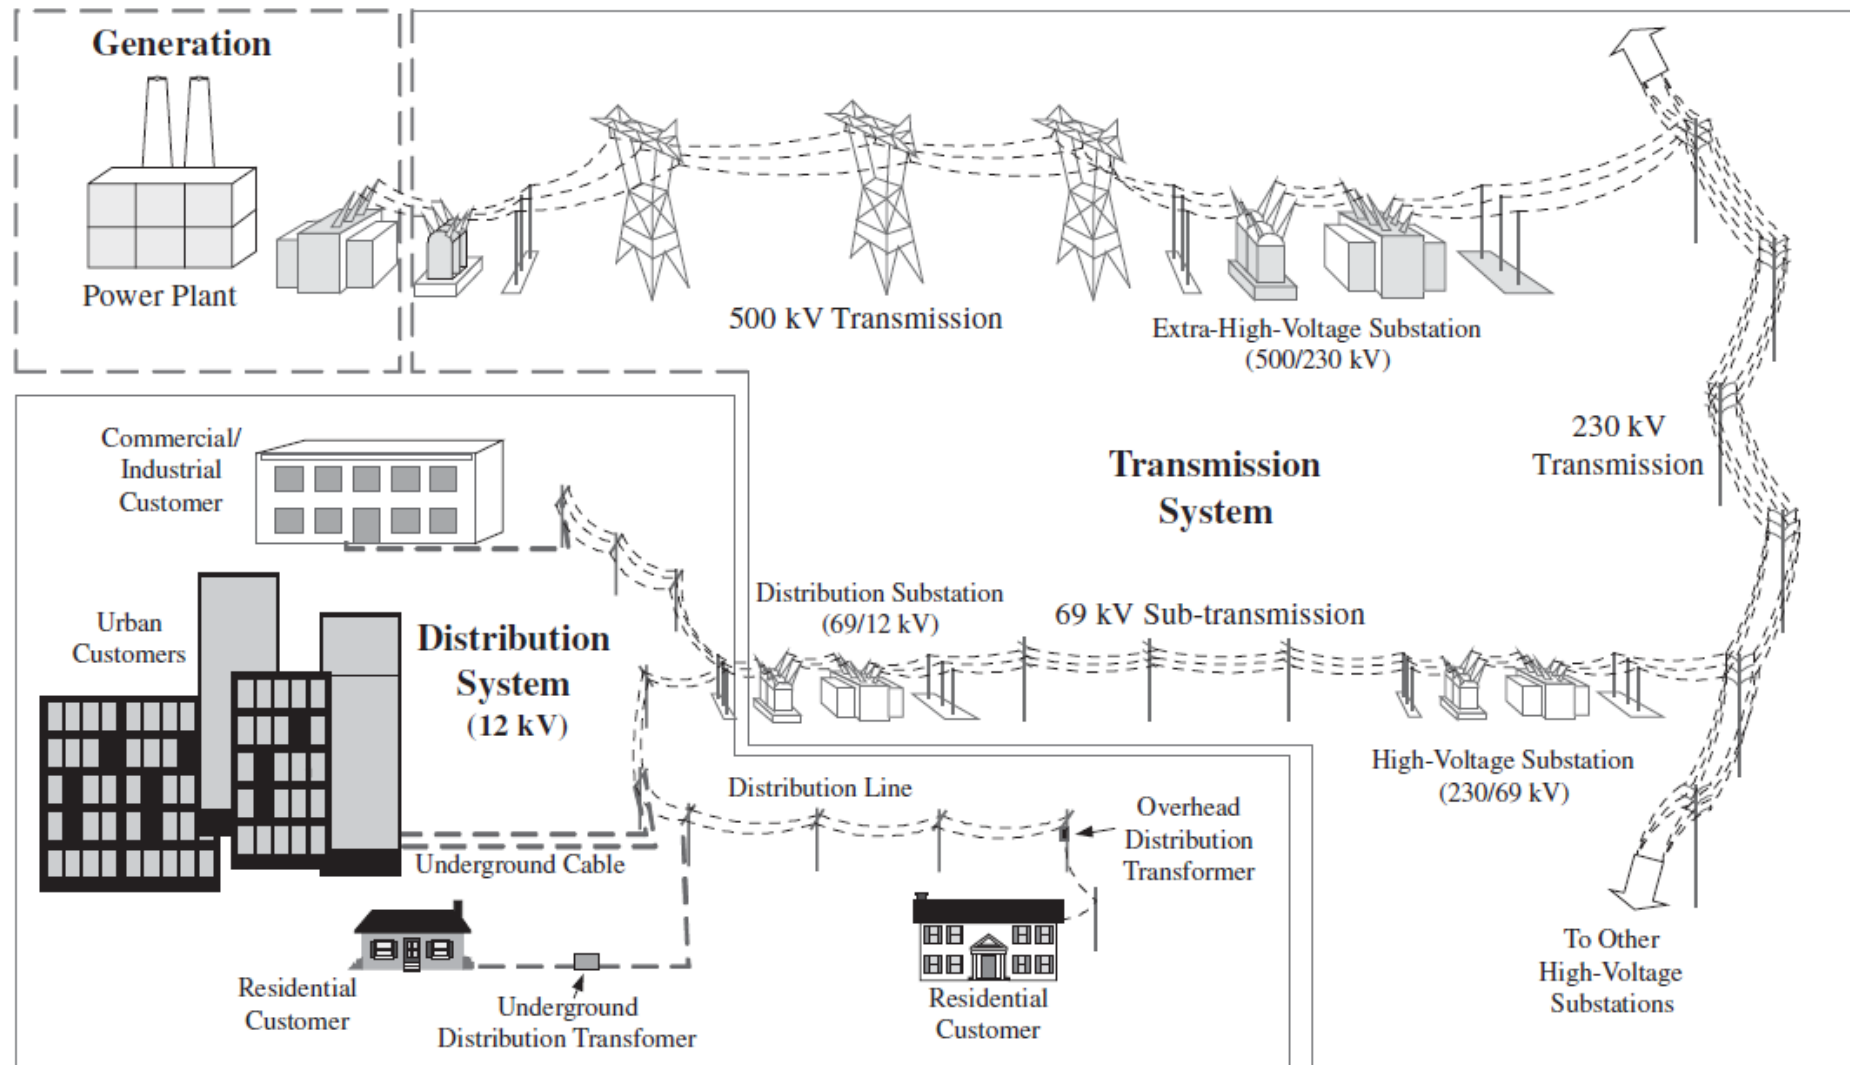 Generation
Power Plant
500 kV Transmission
Extra-High-Voltage Substation
(500/230 kV)
230 kV
Transmission
Transmission
System
Commercial/
Industrial
Customer
Urban
Customers
Distribution
System
(12 kV)
Distribution Substation
(69/12 kV)
69 kV Sub-transmission
High-Voltage Substation
(230/69 kV)
Distribution Line
Overhead
Distribution
Transformer
Underground Cable
Residential
Customer
Underground
Distribution Transfomer
Residential
Customer
To Other
High-Voltage
Substations